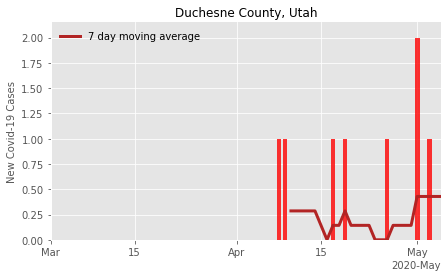 Duchesne County, Utah
7 day moving average
New Covid-19 Cases
2.00
1.75
1.50
1.25
1.00
0.75
0.50
0.25
0.00
Mar
15
Apr
15
May
2020-May